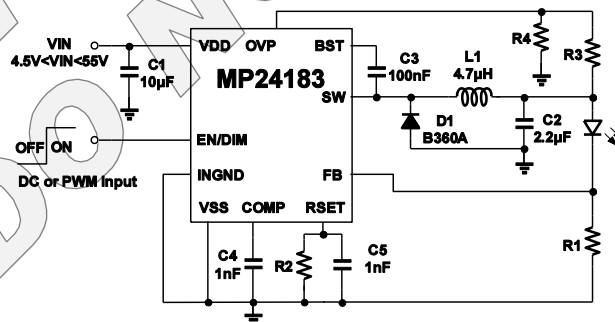 VIN
4.5V<VIN<55V
C1
10µF
VDD OVP BST
MP24183
SW
C3
100nF
L1
4.7µH
R4
R3
D1
B360A
C2
2.2µF
OFF ON
DC or PWM Input
EN/DIM
INGND FB
VSS COMP RSET
C4
1nF
R2
C5
1nF
R1